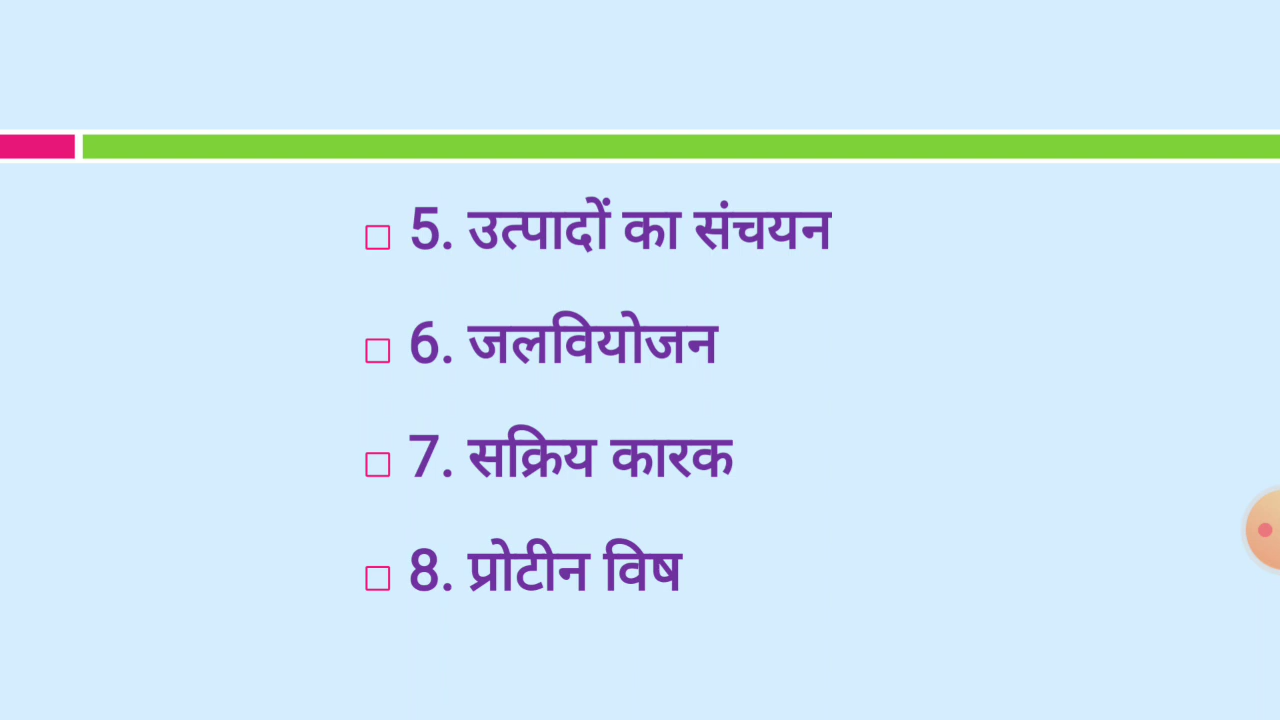 5. उत्पादों का संचयन
6. जलवियोजन
7. सक्रिय कारक
8. प्रोटीन विष